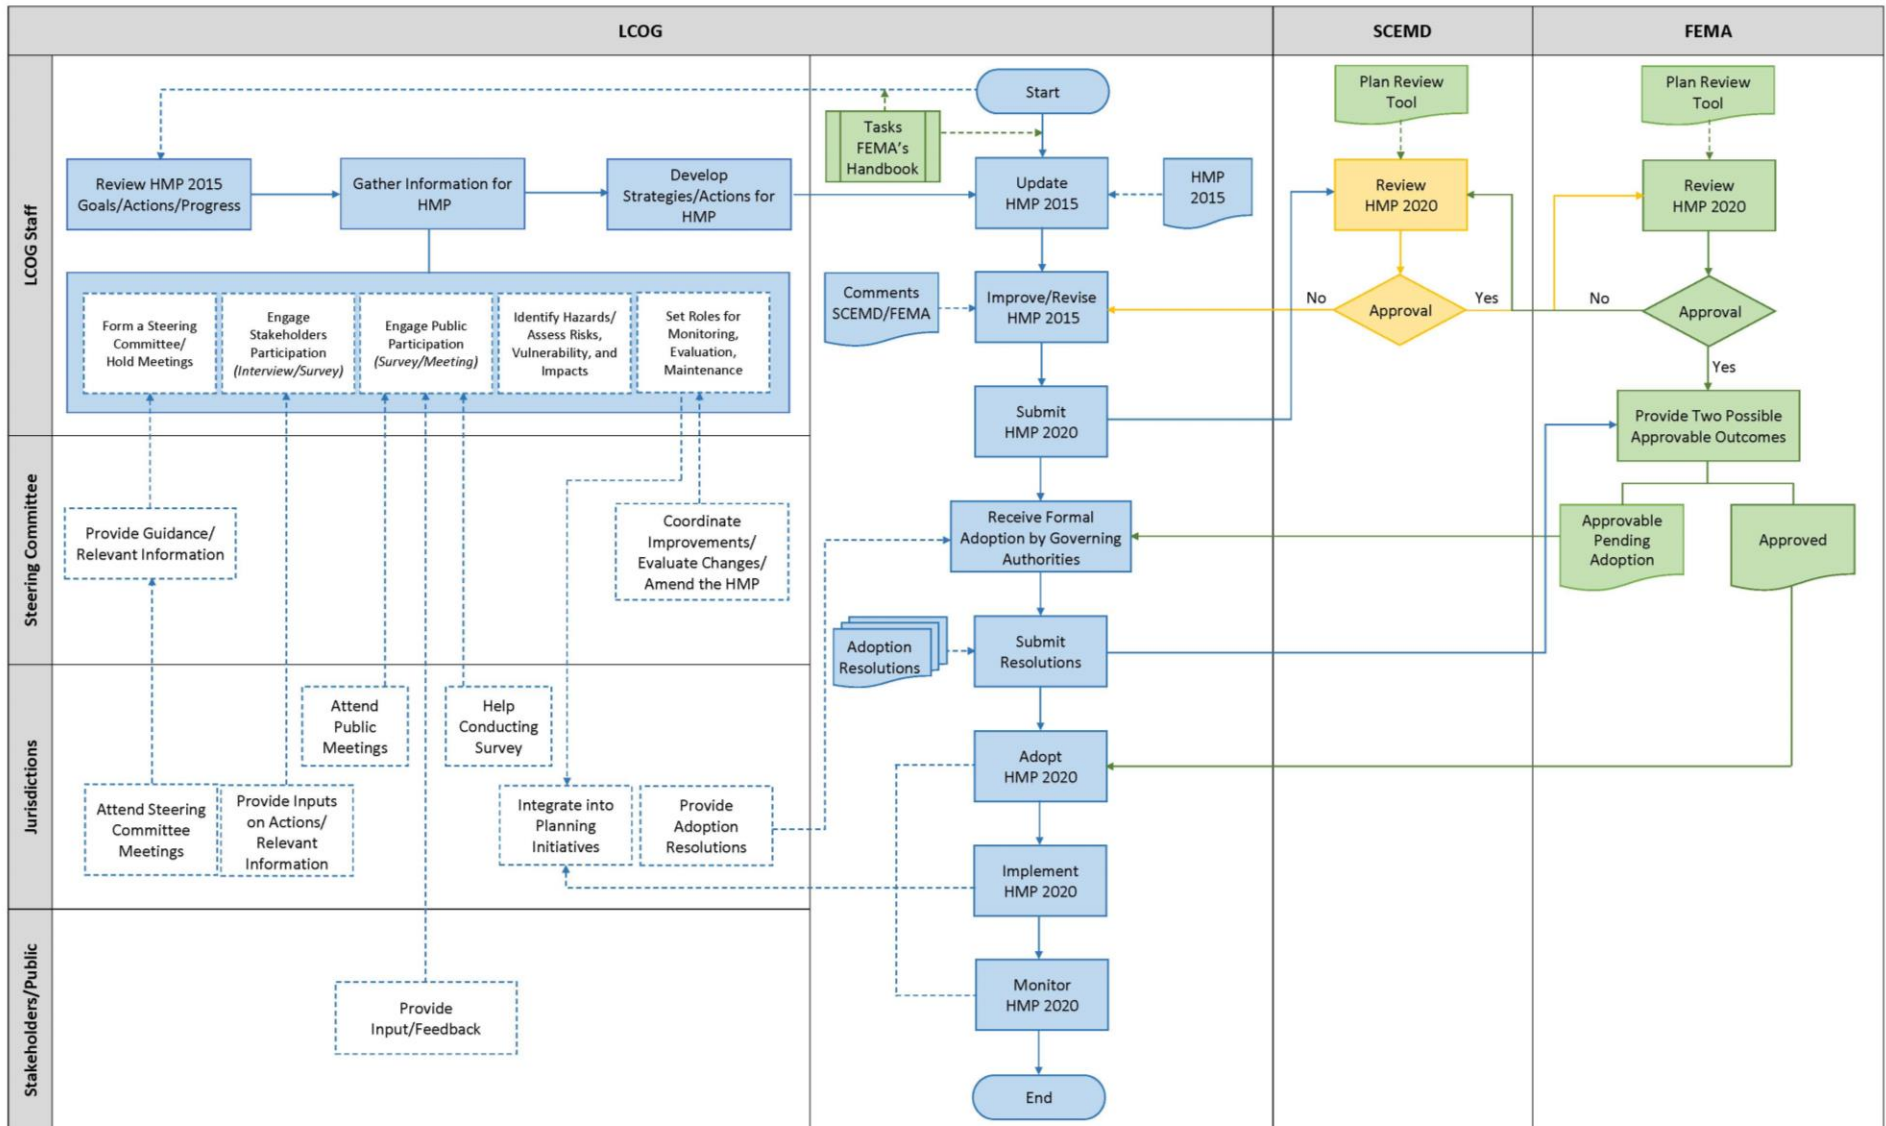 LCOG
SCEMD
FEMA
LCOG Staff
Steering Committee
Jurisdictions
Stakeholders/Public
Review HMP 2015
Goals/Actions/Progress
Gather Information for
HMP
Develop
Strategies/Actions for
HMP
Form a Steering
Committee/
Hold Meetings
Engage
Stakeholders
Participation
(Interview/Survey)
Engage Public
Participation
(Survey/Meeting)
Identify Hazards/
Assess Risks,
Vulnerability, and
Impacts
Set Roles for
Monitoring,
Evaluation,
Maintenance
Provide Guidance/
Relevant Information
Coordinate
Improvements/
Evaluate Changes/
Amend the HMP
Attend
Public
Meetings
Help
Conducting
Survey
Attend Steering
Committee
Meetings
Provide Inputs
on Actions/
Relevant
Information
Integrate into
Planning
Initiatives
Provide
Adoption
Resolutions
Provide
Input/Feedback
Start
Tasks
FEMA's
Handbook
Update
HMP 2015
HMP
2015
Comments
SCEMD/FEMA
Improve/Revise
HMP 2015
Submit
HMP 2020
Receive Formal
Adoption by Governing
Authorities
Adoption
Resolutions
Submit
Resolutions
Adopt
HMP 2020
Implement
HMP 2020
Monitor
HMP 2020
End
Plan Review
Tool
Review
HMP 2020
No
Approval
Yes
Plan Review
Tool
Review
HMP 2020
No
Approval
Yes
Provide Two Possible
Approvable Outcomes
Approvable
Pending
Adoption
Approved